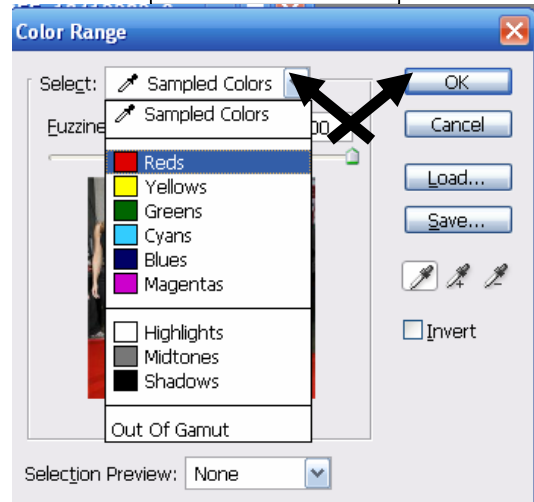 Color Range
Select: Sampled Colors
OK
Sampled Colors
Cancel
Reds
Yellows
Load...
Greens
Save...
Cyans
Blues
Magentas
Highlights
Invert
Midtones
Shadows
Out Of Gamut
Selection Preview: None